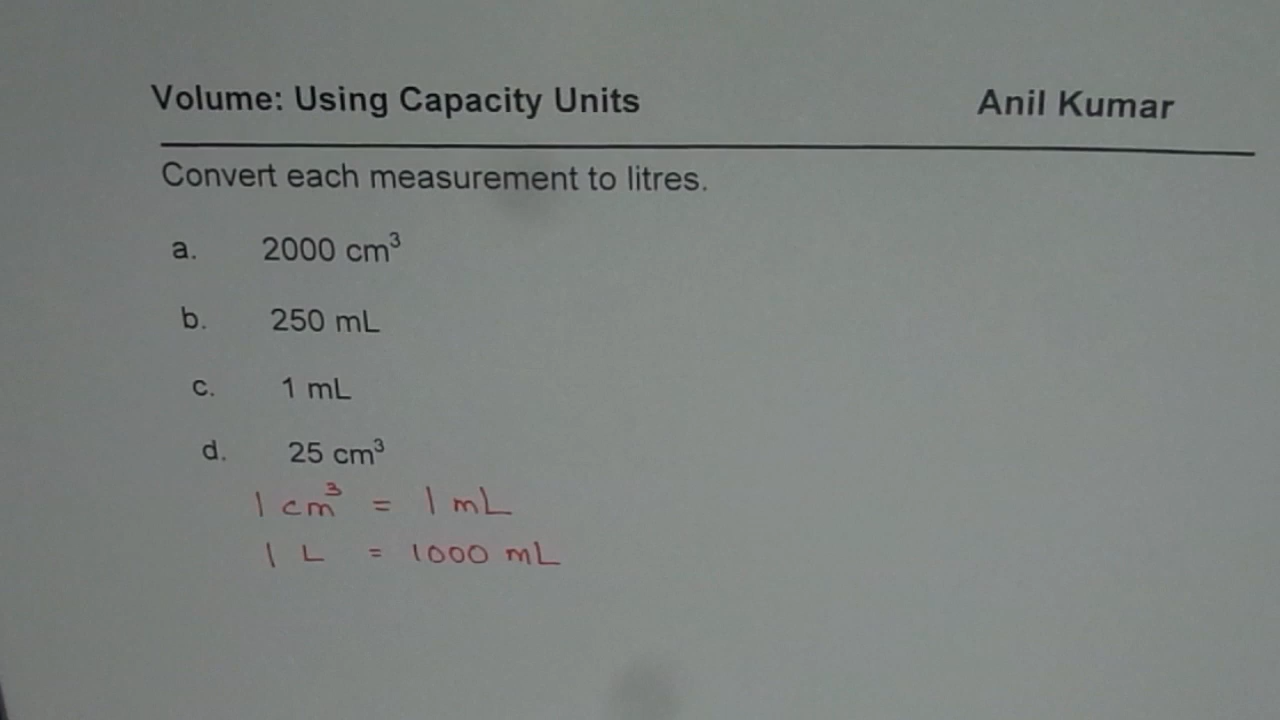 Volume: Using Capacity Units Anil Kumar
Convert each measurement to litres.
a. 2000 cm³
b. 250 mL
c. 1 mL
d. 25 cm³
1 cm³ = 1 mL
1 L = 1000 mL